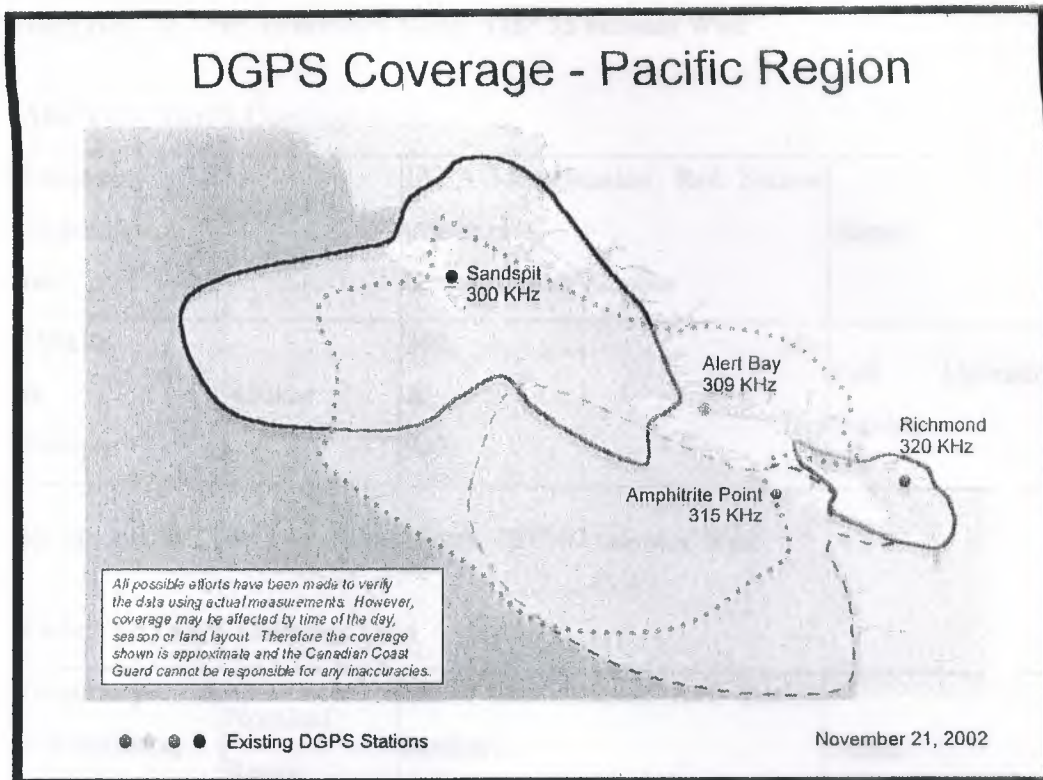 DGPS Coverage - Pacific Region
Sandspit
300 KHz
Alert Bay
309 KHz
Richmond
320 KHz
Amphitrite Point
315 KHz
All possible efforts have been made to verify
the data using actual measurements. However,
coverage may be affected by time of the day,
season or land layout. Therefore the coverage
shown is approximate and the Canadian Coast
Guard cannot be responsible for any inaccuracies.
Existing DGPS Stations
November 21, 2002